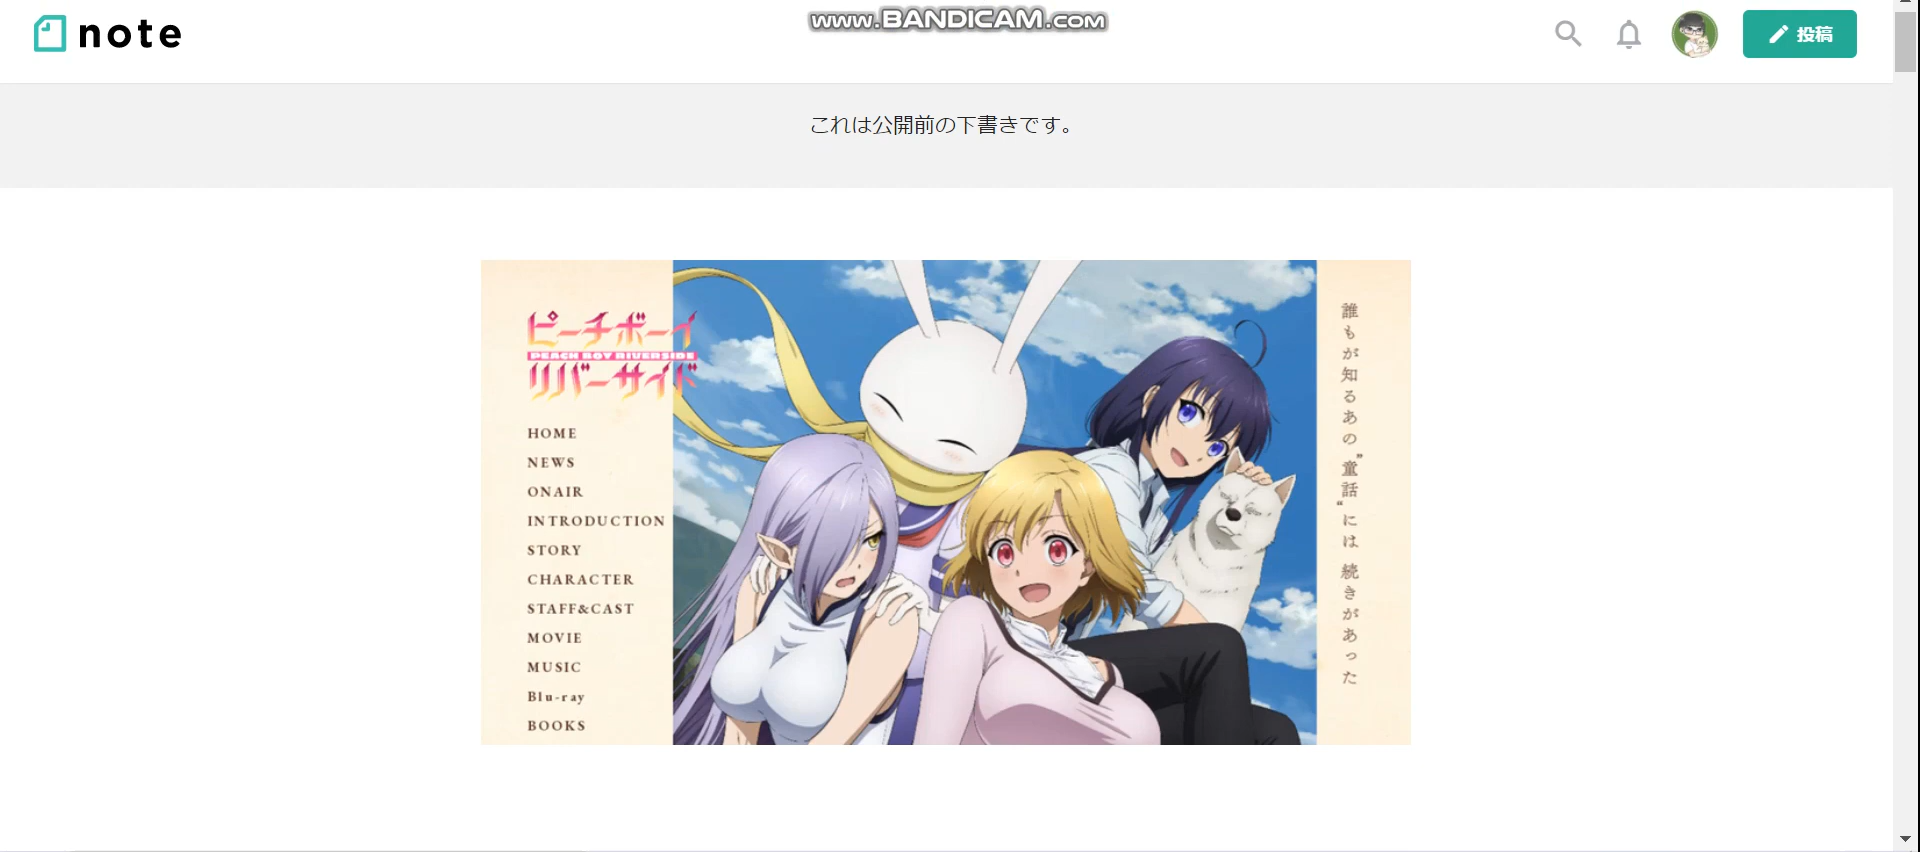 note
www.BANDICAM.com
投稿
これは公開前の下書きです。
ピーチボーイ
PEACH BOY RIVERSIDE
リバーサイド
HOME
NEWS
ONAIR
INTRODUCTION
STORY
CHARACTER
STAFF&CAST
MOVIE
MUSIC
Blu-ray
BOOKS
誰もが知るあの”童話“には 続きがあった